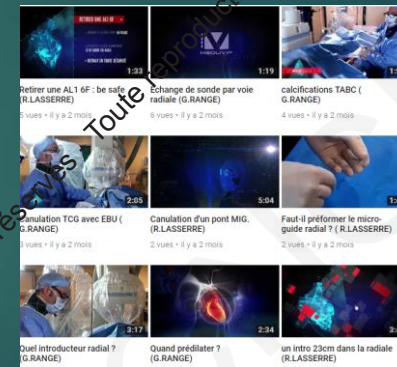 RETIRER UNE AL1 6F
1:33
1:19
Retirer une AL1 6F : be safe
(R.LASSERRE)
Échange de sonde par voie
radiale (G.RANGE)
calcifications TABC (
G.RANGE)
5 vues • il y a 2 mois
6 vues • il y a 2 mois
4 vues • il y a 2 mois
Toute reproduc
réservés
2:05
5:04
Canulation TCG avec EBU (
G.RANGE)
Canulation d'un pont MIG.
(R.LASSERRE)
Faut-il préformer le micro-
guide radial ? ( R.LASSERRE)
3 vues • il y a 2 mois
2 vues • il y a 2 mois
2 vues • il y a 2 mois
3:17
2:34
Quel introducteur radial ?
(G.RANGE)
Quand prédilater ?
(G.RANGE)
un intro 23cm dans la radiale
(R.LASSERRE)